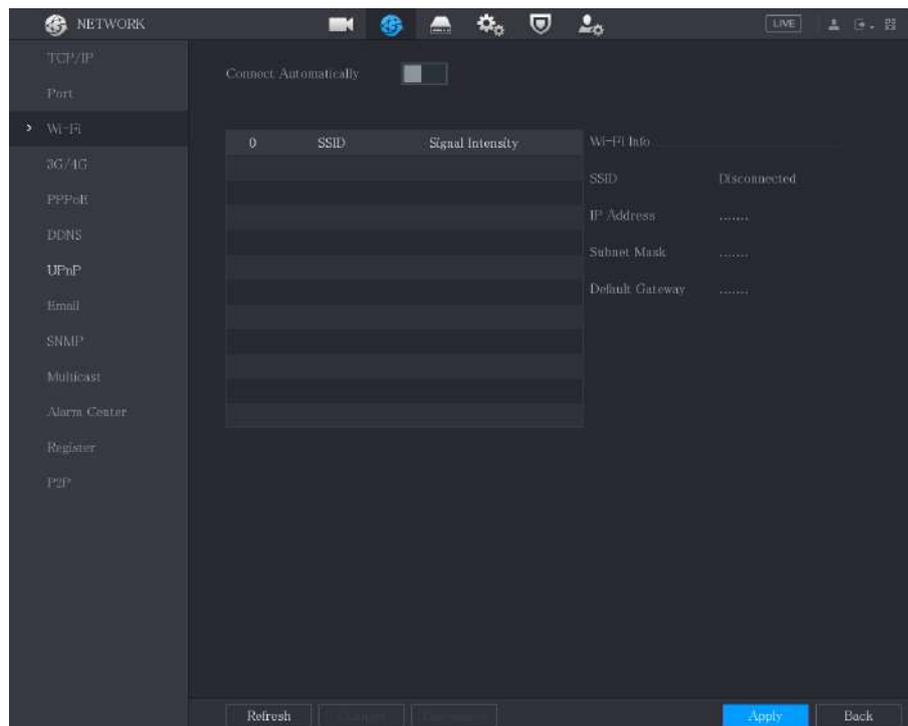 NETWORK
LIVE
TCP/IP
Port
Wi-Fi
3G/4G
PPPoE
DDNS
UPnP
Email
SNMP
Multicast
Alarm Center
Register
P2P
Connect Automatically
0 SSID Signal Intensity
Wi-Fi Info
SSID Disconnected
IP Address .......
Subnet Mask .......
Default Gateway .......
Refresh
Apply
Back